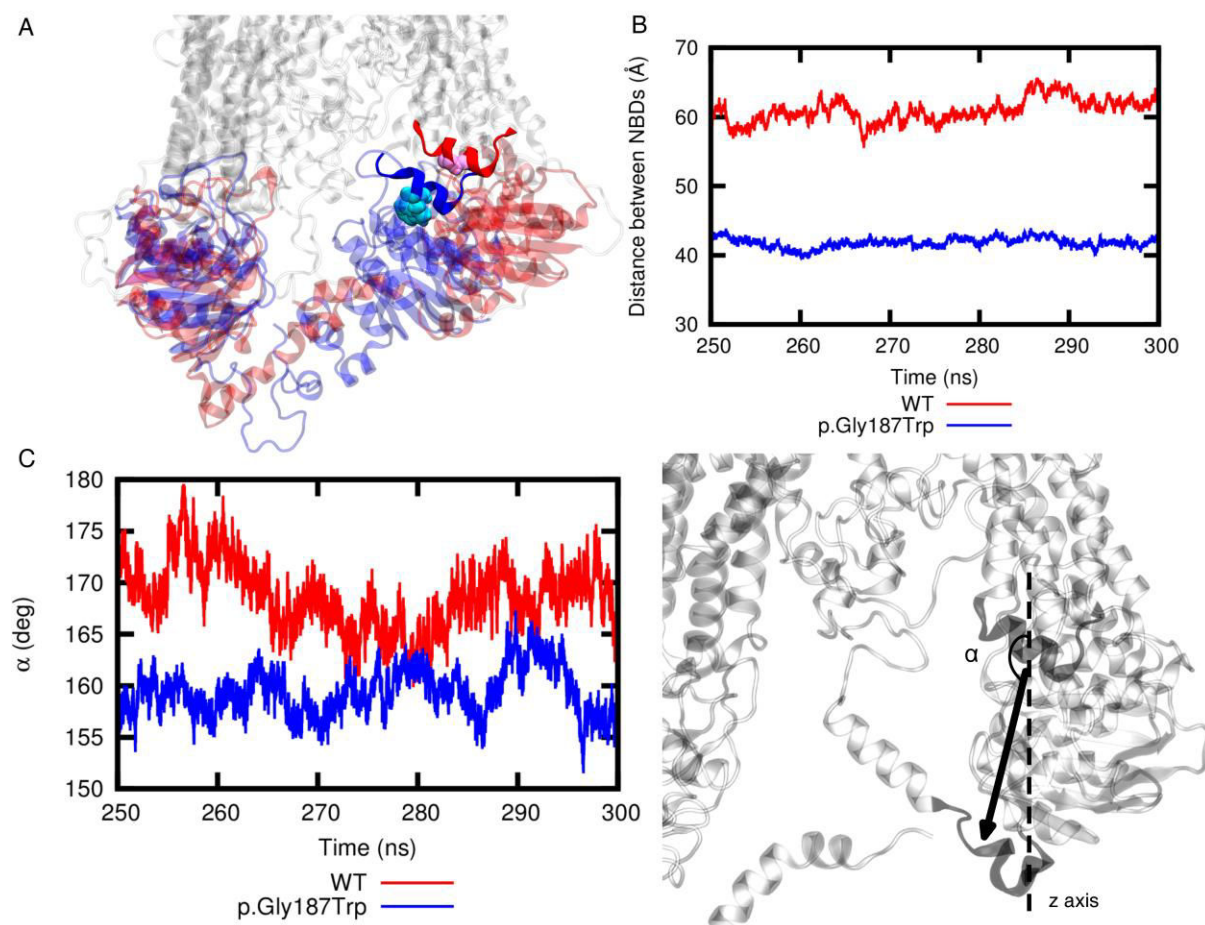 A
B
Distance between NBDs (Å)
70
60
50
40
30
250 260 270 280 290 300
Time (ns)
WT
p.Gly187Trp
C
α (deg)
180
175
170
165
160
155
150
250 260 270 280 290 300
Time (ns)
WT
p.Gly187Trp
α
z axis